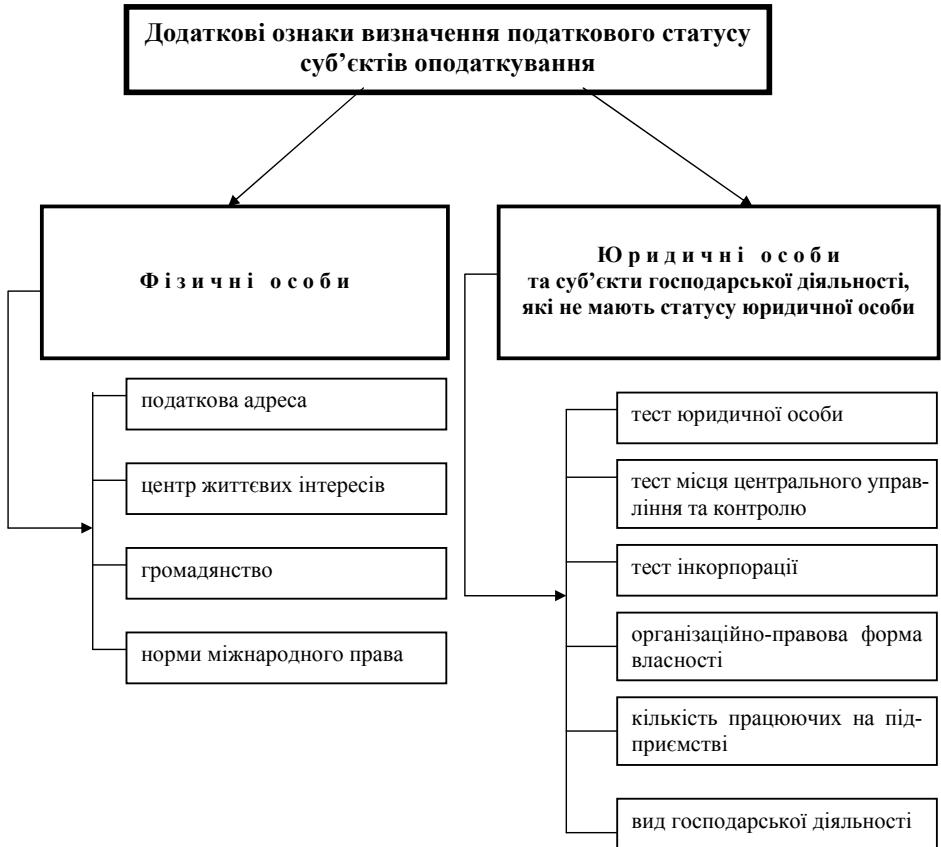 Додаткові ознаки визначення податкового статусу
суб’єктів оподаткування
Фізичні особи
податкова адреса
центр життєвих інтересів
громадянство
норми міжнародного права
Юридичні особи
та суб’єкти господарської діяльності,
які не мають статусу юридичної особи
тест юридичної особи
тест місця центрального управ-
ління та контролю
тест інкорпорації
організаційно-правова форма
власності
кількість працюючих на під-
приємстві
вид господарської діяльності